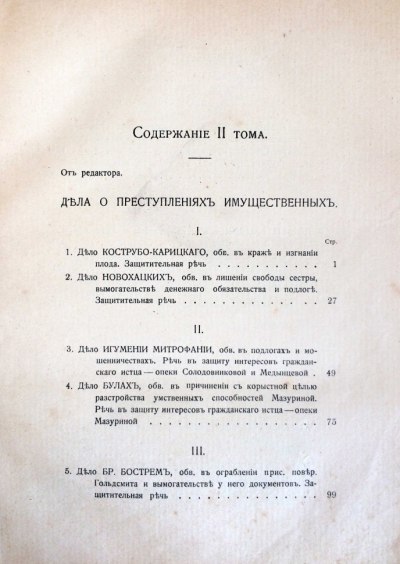 Содержаніе II тома.
Отъ редактора.
ДѢЛА О ПРЕСТУПЛЕНІЯХЪ ИМУЩЕСТВЕННЫХЪ.
I.
Стр.
1. Дѣло КОСТРУБО-КАРИЦКАГО, обв. въ кражѣ и изгнаніи
плода. Защитительная рѣчь . . . . . . . . . . . . 1
2. Дѣло НОВОХАЦКИХЪ, обв. въ лишеніи свободы сестры,
вымогательствѣ денежнаго обязательства и подлогѣ.
Защитительная рѣчь . . . . . . . . . . . . 27
II.
3. Дѣло ИГУМЕНІИ МИТРОФАНІИ, обв. въ подлогахъ и мо-
шенничествахъ. Рѣчь въ защиту интересовъ граждан-
скаго истца — опеки Солодовниковой и Медынцевой . 49
4. Дѣло БУЛАХЪ, обв. въ причиненіи съ корыстной цѣлью
разстройства умственныхъ способностей Мазуриной.
Рѣчь въ защиту интересовъ гражданскаго истца — опеки
Мазуриной . . . . . . . . . . . . 75
III.
5. Дѣло БР. БОСТРЕМЪ, обв. въ ограбленіи прис. повѣр.
Гольдсмита и вымогательствѣ у него документовъ. За-
щитительная рѣчь . . . . . . . . . . . . 99